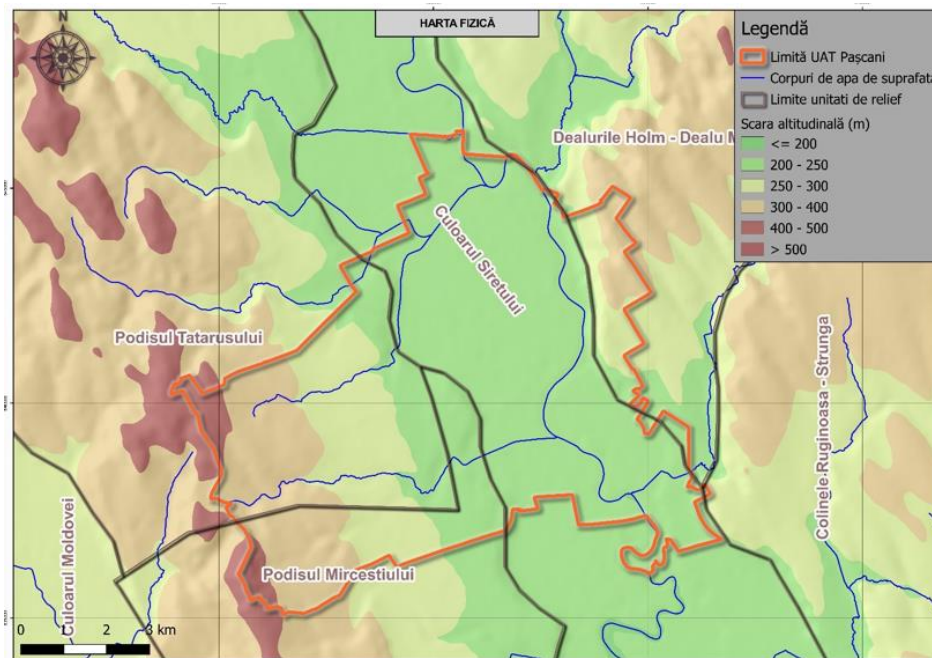 HARTA FIZICĂ
N
Legendă
Limită UAT Pașcani
Corpuri de apa de suprafată
Limite unitati de relief
Scara altitudinală (m)
<= 200
200 - 250
250 - 300
300 - 400
400 - 500
> 500
Dealurile Holm - Dealu M
Culoarul Siretului
Podisul Tatarusului
Colinele Ruginoasa - Strunga
Podisul Mircestiului
Culoarul Moldovei
0 1 2 3 km